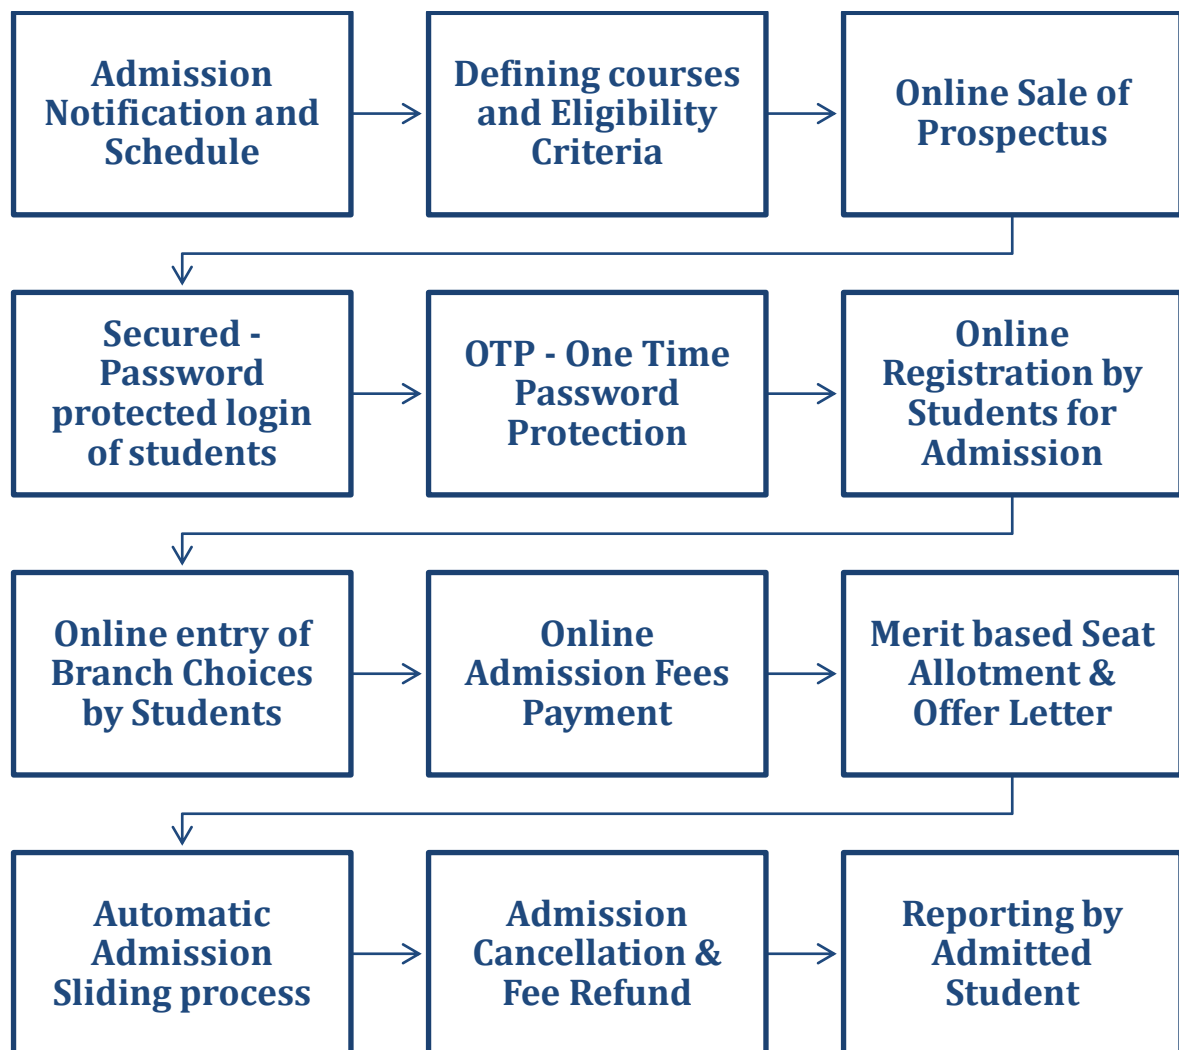 Admission
Notification and
Schedule
Defining courses
and Eligibility
Criteria
Online Sale of
Prospectus
Secured -
Password
protected login
of students
OTP - One Time
Password
Protection
Online
Registration by
Students for
Admission
Online entry of
Branch Choices
by Students
Online
Admission Fees
Payment
Merit based Seat
Allotment &
Offer Letter
Automatic
Admission
Sliding process
Admission
Cancellation &
Fee Refund
Reporting by
Admitted
Student